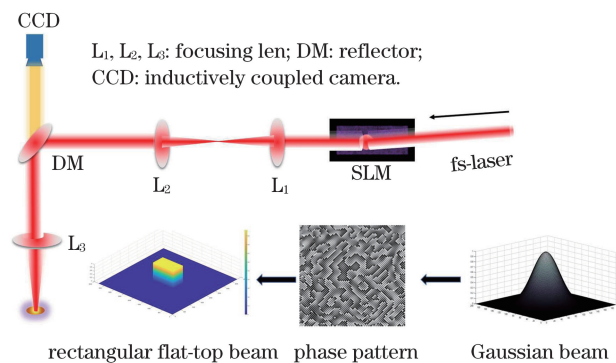 CCD
L₁, L₂, L₃: focusing len; DM: reflector;
CCD: inductively coupled camera.
DM
L₂
L₁
SLM
fs-laser
L₃
rectangular flat-top beam
phase pattern
Gaussian beam